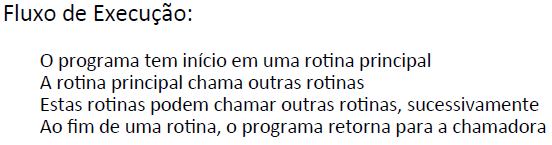 Fluxo de Execução:
O programa tem início em uma rotina principal
A rotina principal chama outras rotinas
Estas rotinas podem chamar outras rotinas, sucessivamente
Ao fim de uma rotina, o programa retorna para a chamadora